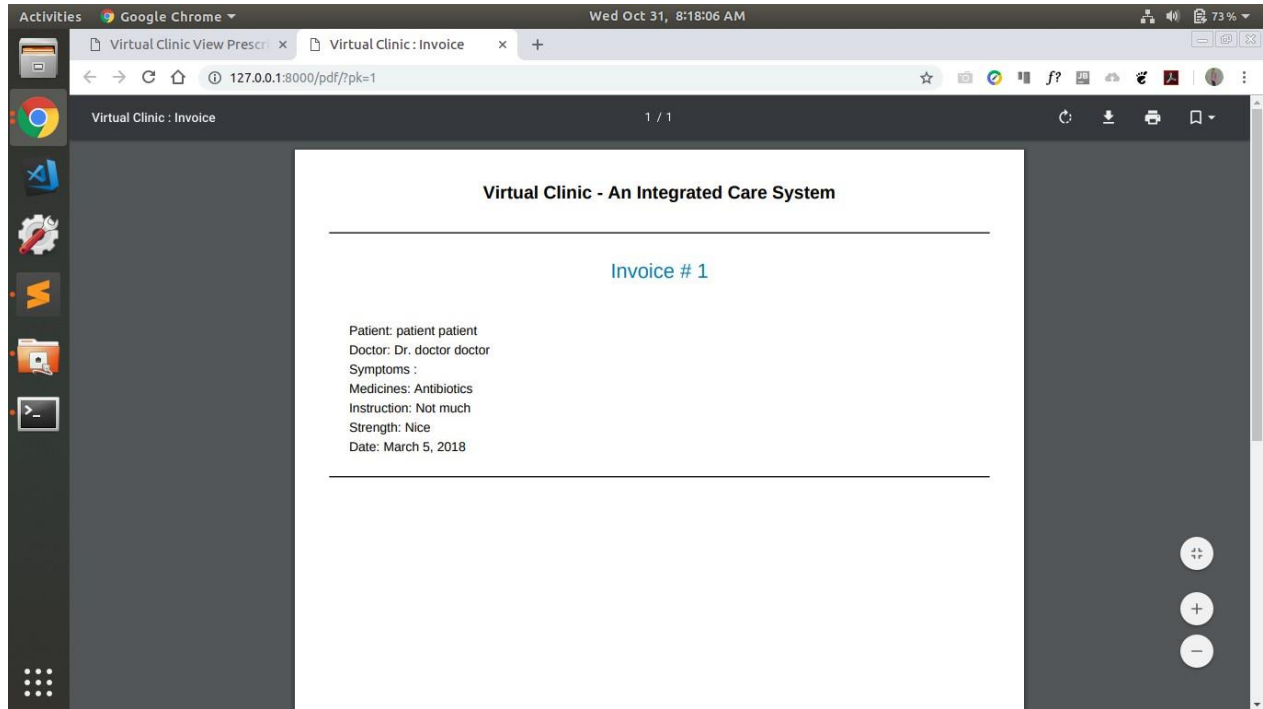 Activities Google Chrome Wed Oct 31, 8:18:06 AM 73 %
Virtual Clinic View Prescri Virtual Clinic : Invoice
127.0.0.1:8000/pdf/?pk=1 f?
Virtual Clinic : Invoice 1 / 1
Virtual Clinic - An Integrated Care System
Invoice # 1
Patient: patient patient
Doctor: Dr. doctor doctor
Symptoms :
Medicines: Antibiotics
Instruction: Not much
Strength: Nice
Date: March 5, 2018